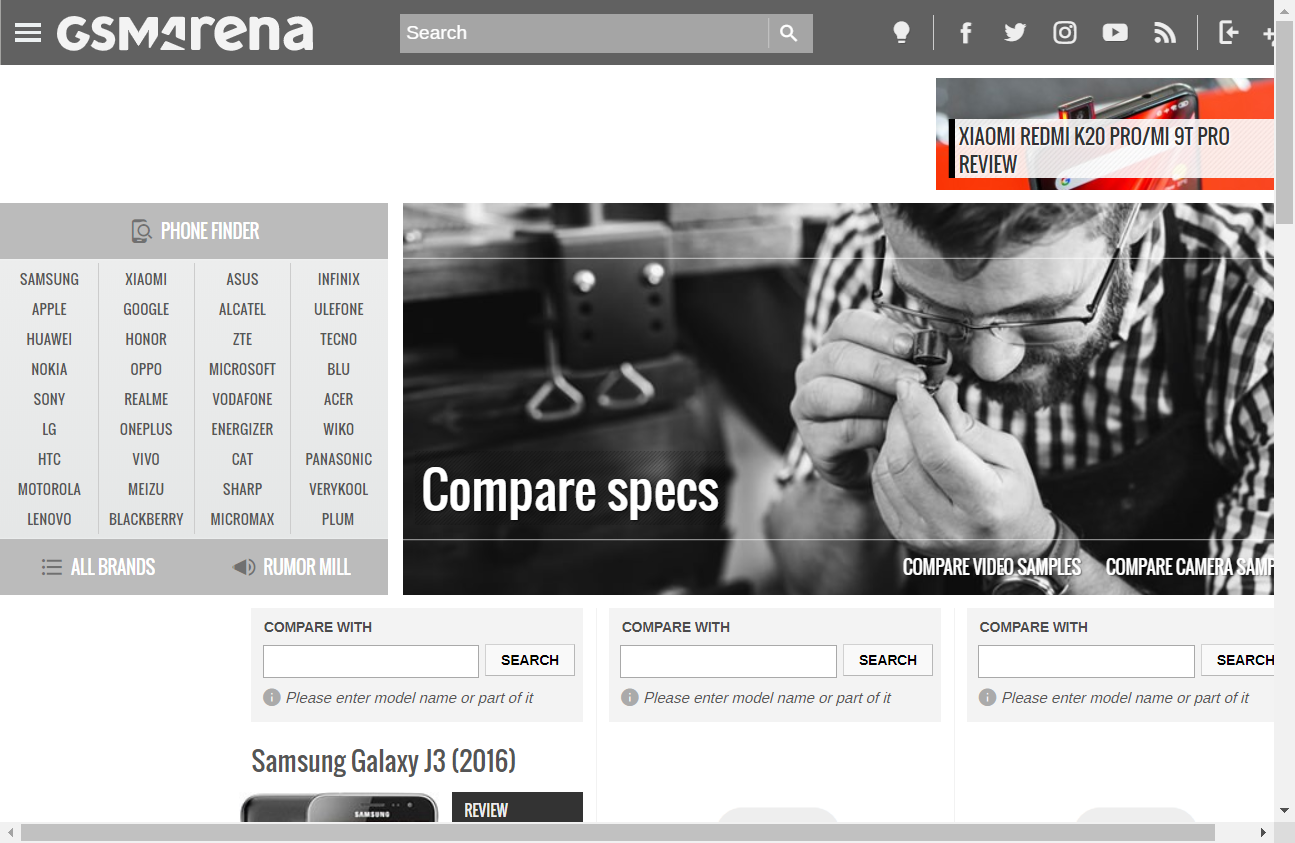 GSMArena
Search
XIAOMI REDMI K20 PRO/MI 9T PRO
REVIEW
PHONE FINDER
SAMSUNG XIAOMI ASUS INFINIX
APPLE GOOGLE ALCATEL ULEFONE
HUAWEI HONOR ZTE TECNO
NOKIA OPPO MICROSOFT BLU
SONY REALME VODAFONE ACER
LG ONEPLUS ENERGIZER WIKO
HTC VIVO CAT PANASONIC
MOTOROLA MEIZU SHARP VERYKOOL
LENOVO BLACKBERRY MICROMAX PLUM
ALL BRANDS RUMOR MILL
Compare specs
COMPARE VIDEO SAMPLES COMPARE CAMERA SAMP
COMPARE WITH COMPARE WITH COMPARE WITH
SEARCH SEARCH SEARCH
Please enter model name or part of it Please enter model name or part of it Please enter model name or part of it
Samsung Galaxy J3 (2016)
SAMSUNG
REVIEW